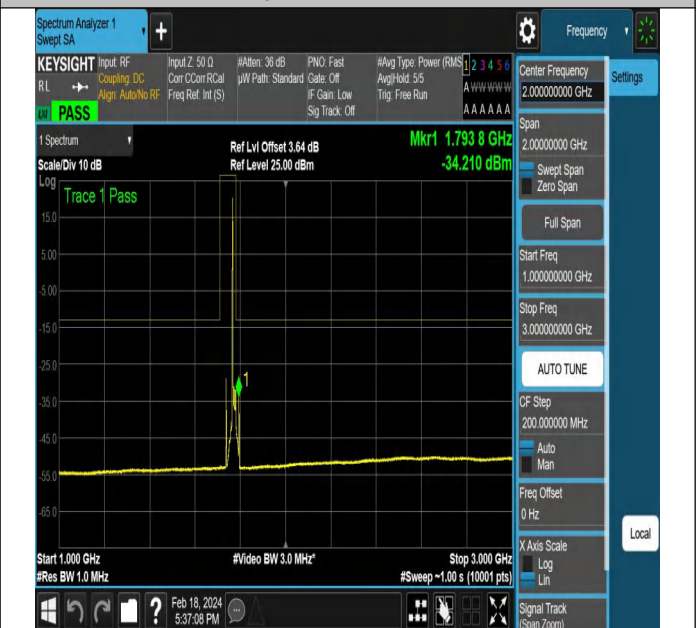 Spectrum Analyzer 1
Swept SA
Frequency
KEYSIGHT
RL
PASS
Input: RF
Coupling: DC
Align: Auto/No RF
Input Z: 50 Ω
Corr CCorr RCal
Freq Ref: Int (S)
#Atten: 36 dB
µW Path: Standard
PNO: Fast
Gate: Off
IF Gain: Low
Sig Track: Off
#Avg Type: Power (RMS
Avg|Hold: 5/5
Trig: Free Run
1 2 3 4 5 6
A W W W W W
A A A A A A
Center Frequency
2.000000000 GHz
Settings
Span
2.00000000 GHz
Swept Span
Zero Span
Full Span
Start Freq
1.000000000 GHz
Stop Freq
3.000000000 GHz
AUTO TUNE
CF Step
200.000000 MHz
Auto
Man
Freq Offset
0 Hz
X Axis Scale
Log
Lin
Signal Track
(Span Zoom)
Local
1 Spectrum
Scale/Div 10 dB
Log
Ref Lvl Offset 3.64 dB
Ref Level 25.00 dBm
Mkr1 1.793 8 GHz
-34.210 dBm
Trace 1 Pass
15.0
5.00
-5.00
-15.0
-25.0
-35.0
-45.0
-55.0
-65.0
1
Start 1.000 GHz
#Res BW 1.0 MHz
#Video BW 3.0 MHz*
Stop 3.000 GHz
#Sweep ~1.00 s (10001 pts)
?
Feb 18, 2024
5:37:08 PM